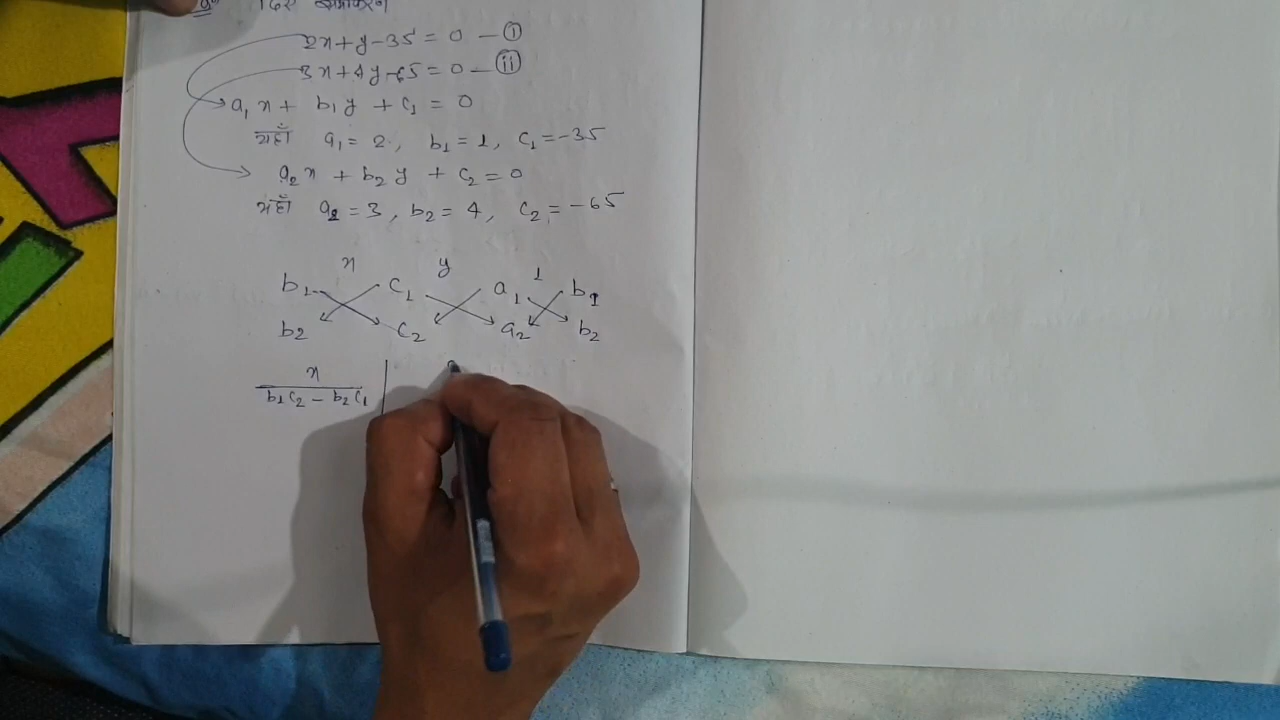 दिए समीकरण
2x+y-35=0 — (i)
3x+4y-65=0 — (ii)
a₁x + b₁y + c₁ = 0
यहाँ a₁ = 2, b₁ = 1, c₁ = -35
a₂x + b₂y + c₂ = 0
यहाँ a₂ = 3, b₂ = 4, c₂ = -65
x y 1
b₁ c₁ a₁ b₁
b₂ c₂ a₂ b₂
x
b₁c₂ - b₂c₁